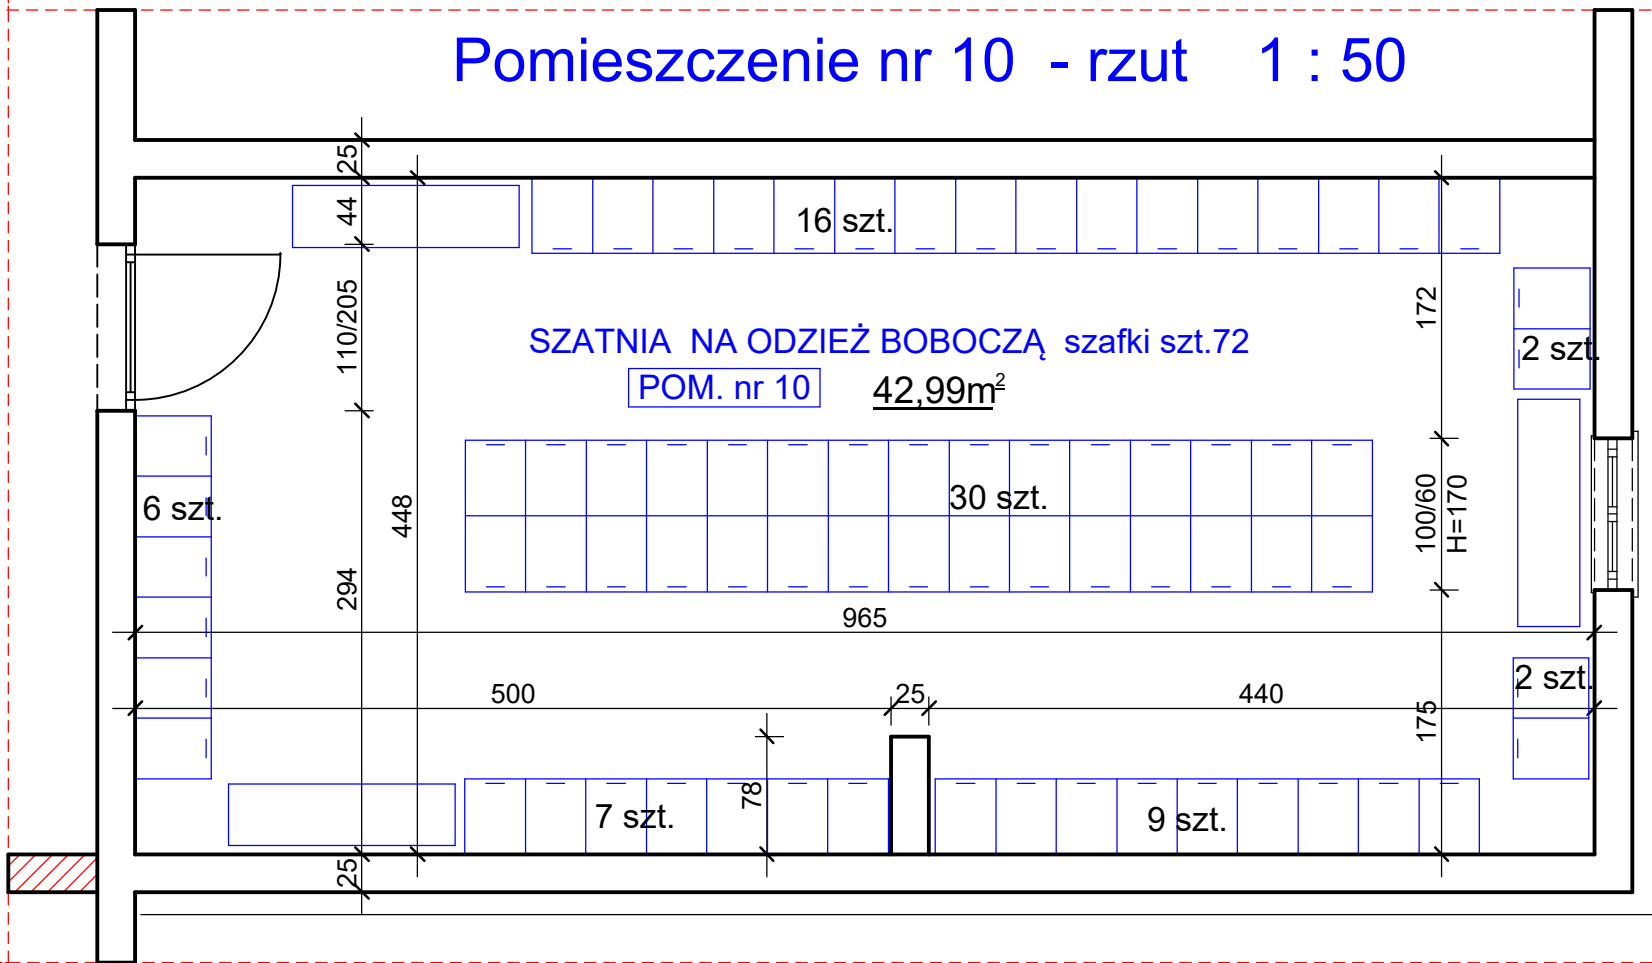 Pomieszczenie nr 10 - rzut 1 : 50
25
44
16 szt.
110/205
172
SZATNIA NA ODZIEŻ BOBOCZĄ szafki szt.72
2 szt.
POM. nr 10
42,99m²
6 szt.
448
30 szt.
100/60
H=170
294
965
500
25
440
2 szt.
175
78
7 szt.
9 szt.
25